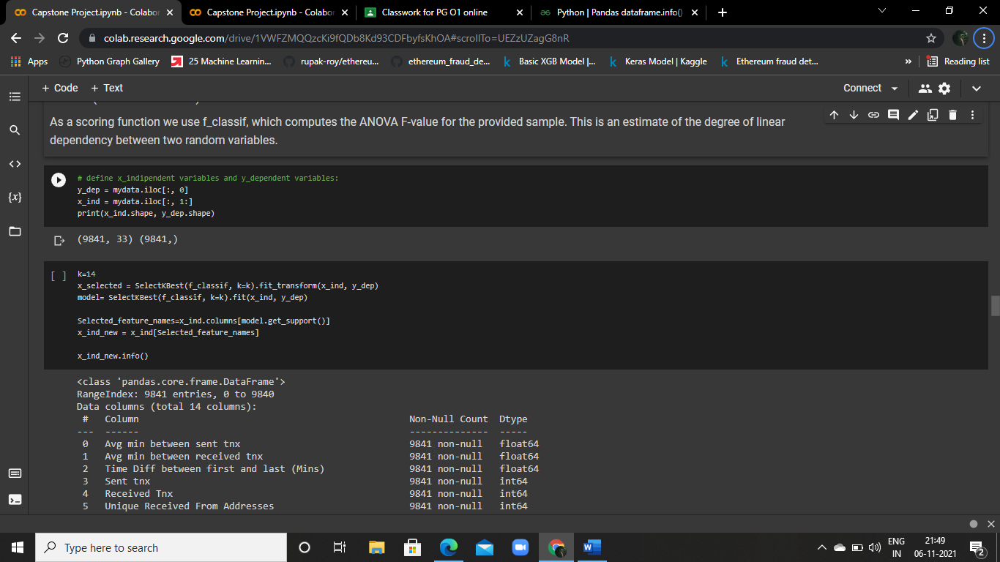 Capstone Project.ipynb - Colabor
Capstone Project.ipynb - Colabor
Classwork for PG O1 online
Python | Pandas dataframe.info()
colab.research.google.com/drive/1VWFZMQQzcKi9fQDb8Kd93CDFbyfsKhOA#scrollTo=UEZzUZagG8nR
Apps
Python Graph Gallery
25 Machine Learnin...
rupak-roy/ethereu...
ethereum_fraud_de...
Basic XGB Model |...
Keras Model | Kaggle
Ethereum fraud det...
»
Reading list
+ Code + Text
Connect
As a scoring function we use f_classif, which computes the ANOVA F-value for the provided sample. This is an estimate of the degree of linear
dependency between two random variables.
# define x_indipendent variables and y_dependent variables:
y_dep = mydata.iloc[:, 0]
x_ind = mydata.iloc[:, 1:]
print(x_ind.shape, y_dep.shape)
(9841, 33) (9841,)
[ ] k=14
x_selected = SelectKBest(f_classif, k=k).fit_transform(x_ind, y_dep)
model= SelectKBest(f_classif, k=k).fit(x_ind, y_dep)
Selected_feature_names=x_ind.columns[model.get_support()]
x_ind_new = x_ind[Selected_feature_names]
x_ind_new.info()
<class 'pandas.core.frame.DataFrame'>
RangeIndex: 9841 entries, 0 to 9840
Data columns (total 14 columns):
# Column Non-Null Count Dtype
--- ------ -------------- -----
0 Avg min between sent tnx 9841 non-null float64
1 Avg min between received tnx 9841 non-null float64
2 Time Diff between first and last (Mins) 9841 non-null float64
3 Sent tnx 9841 non-null int64
4 Received Tnx 9841 non-null int64
5 Unique Received From Addresses 9841 non-null int64
Type here to search
ENG
IN
21:49
06-11-2021
2